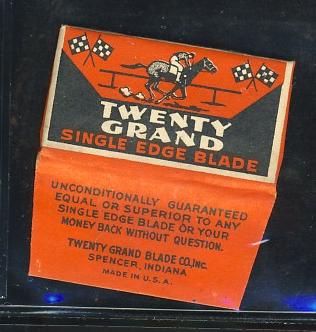 TWENTY
GRAND
SINGLE EDGE BLADE
UNCONDITIONALLY GUARANTEED
EQUAL OR SUPERIOR TO ANY
SINGLE EDGE BLADE OR YOUR
MONEY BACK WITHOUT QUESTION.
TWENTY GRAND BLADE CO., INC.
SPENCER, INDIANA
MADE IN U.S.A.